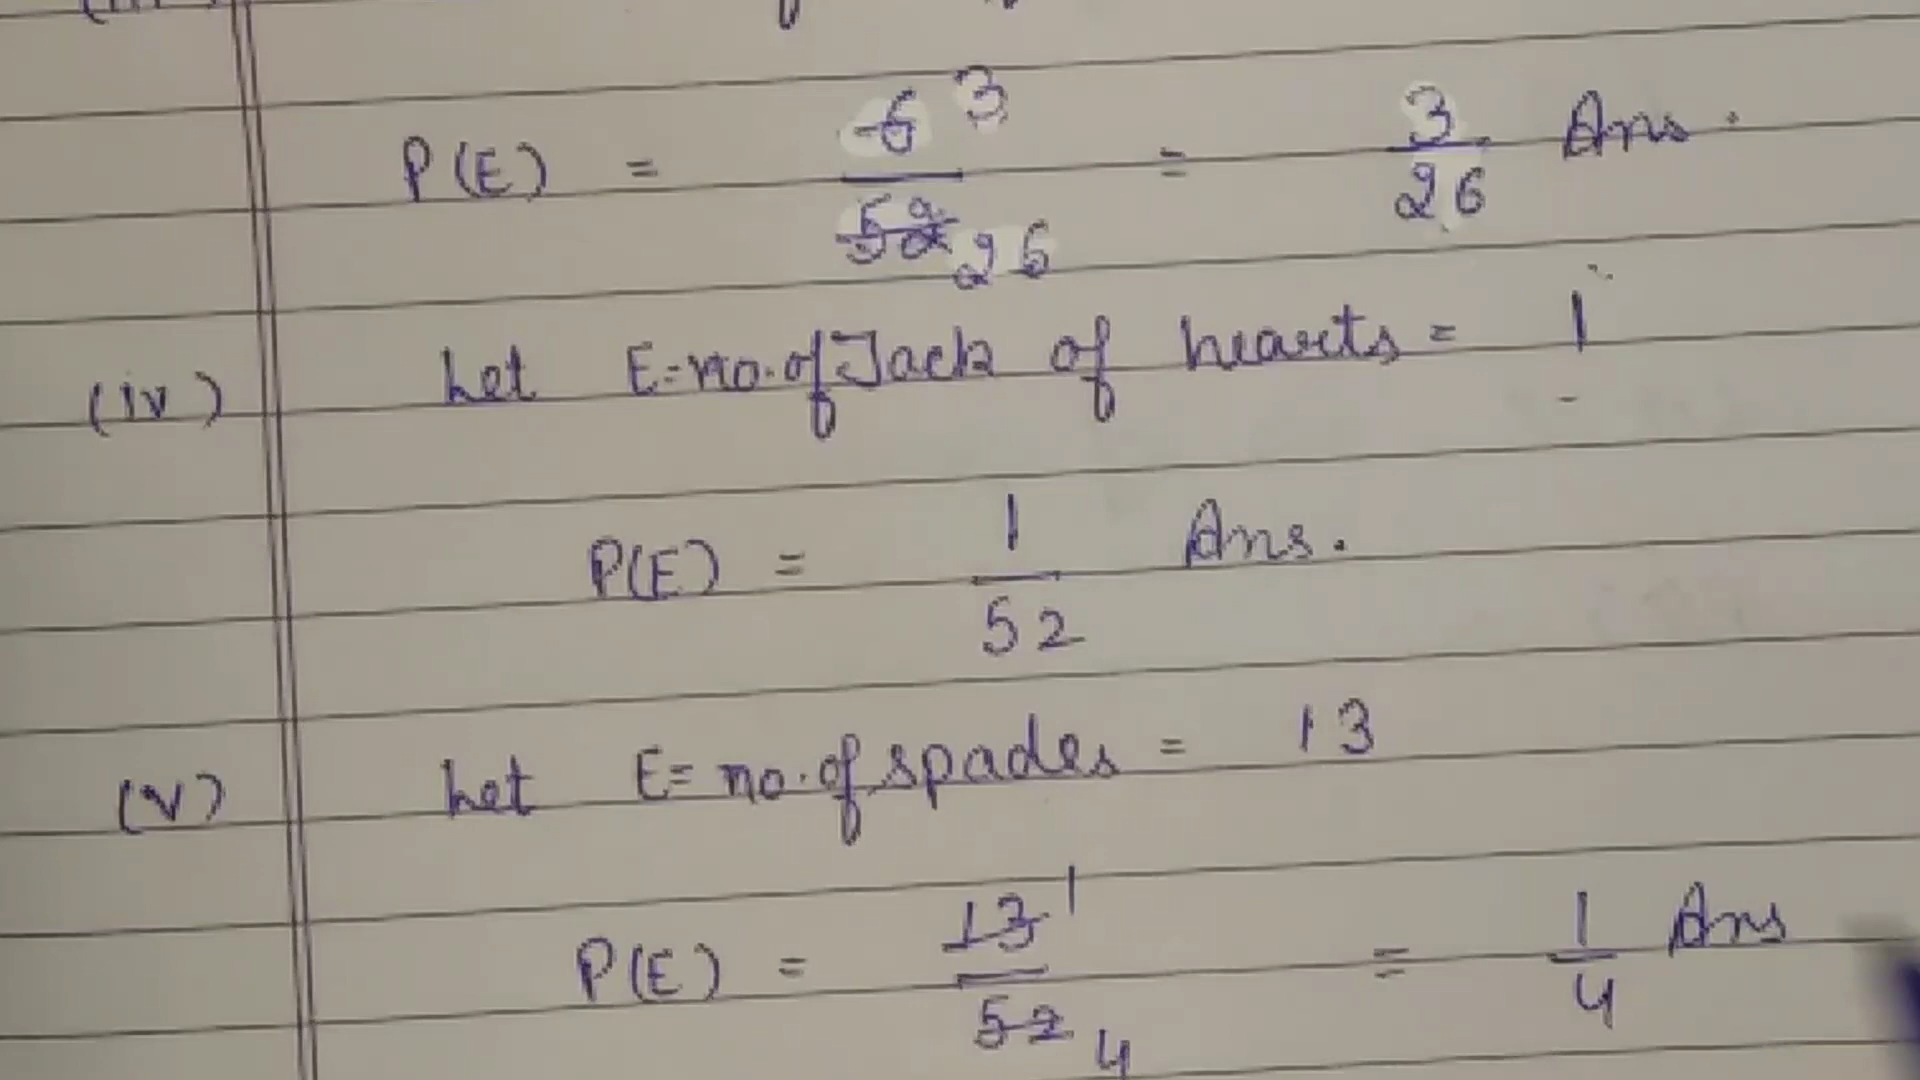 P(E) = 6 3 / 52 26 = 3/26 Ans.
(iv) Let E=no.of Jack of hearts = 1
P(E) = 1/52 Ans.
(v) Let E= no.of spades = 13
P(E) = 13 1 / 52 4 = 1/4 Ans